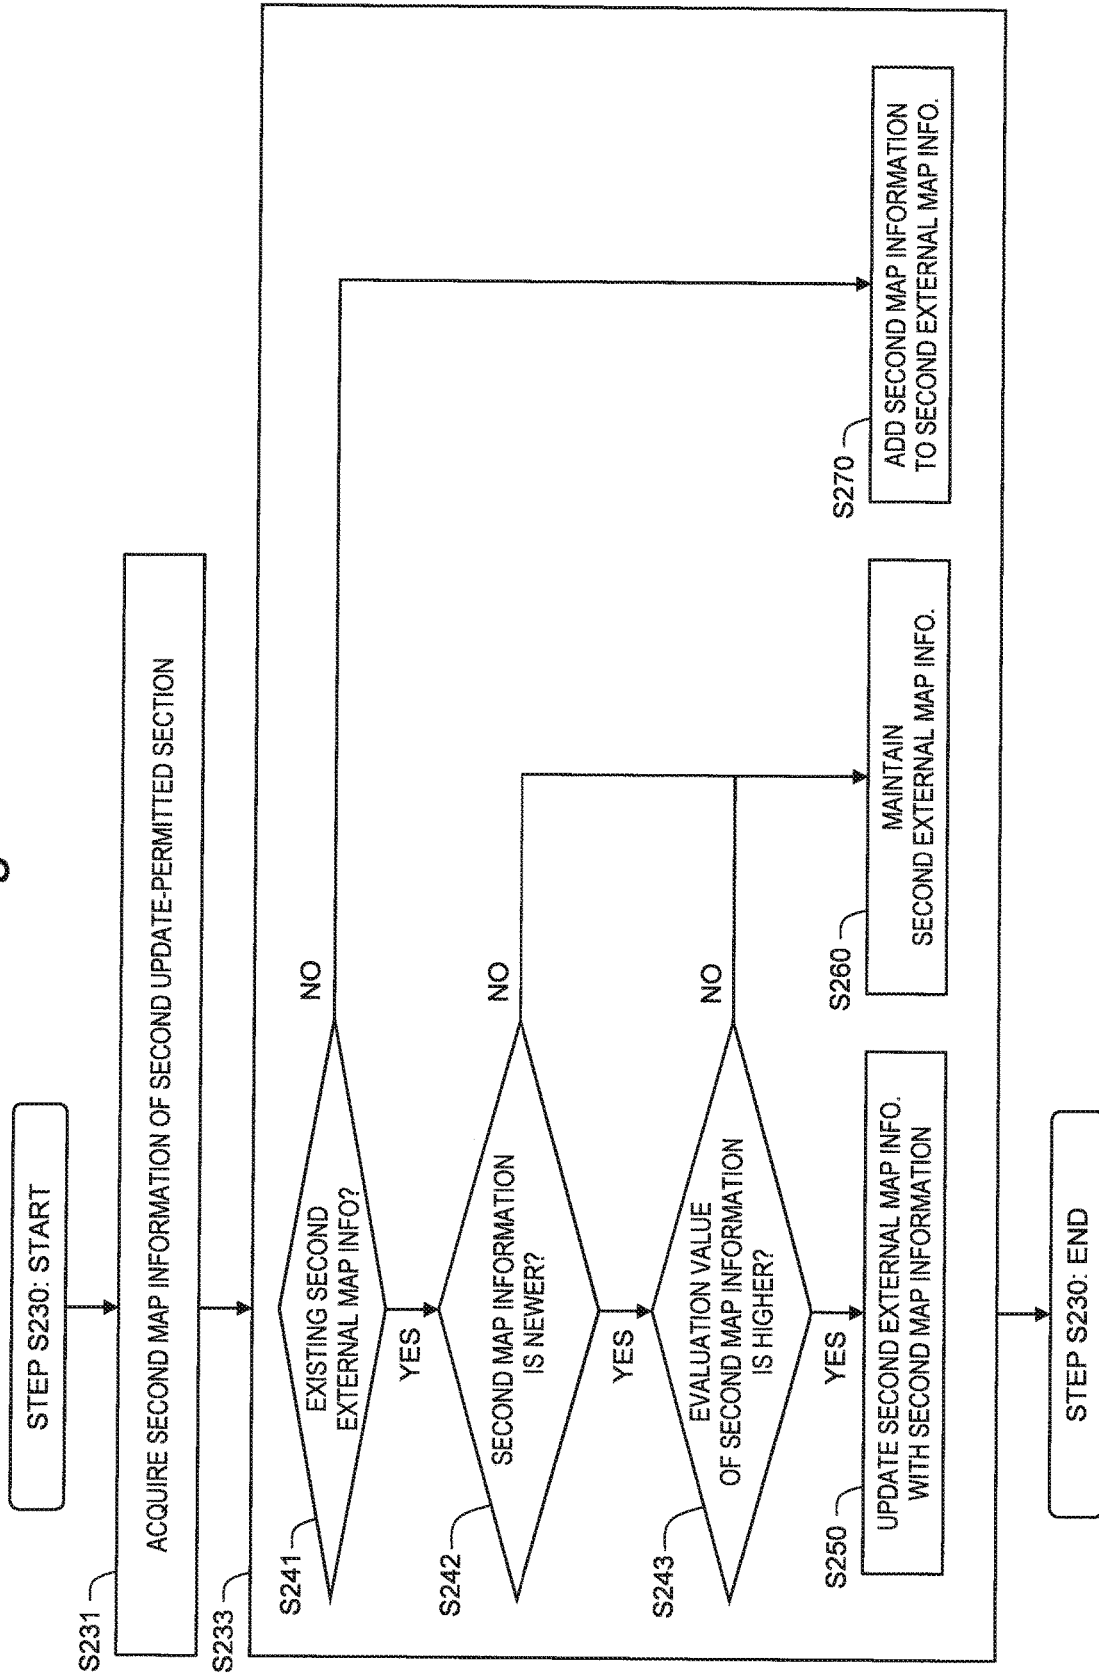 STEP S230: START
S231
ACQUIRE SECOND MAP INFORMATION OF SECOND UPDATE-PERMITTED SECTION
S233
S241
EXISTING SECOND
EXTERNAL MAP INFO?
NO
YES
S242
SECOND MAP INFORMATION
IS NEWER?
NO
YES
S243
EVALUATION VALUE
OF SECOND MAP INFORMATION
IS HIGHER?
NO
YES
S250
UPDATE SECOND EXTERNAL MAP INFO.
WITH SECOND MAP INFORMATION
S260
MAINTAIN
SECOND EXTERNAL MAP INFO.
S270
ADD SECOND MAP INFORMATION
TO SECOND EXTERNAL MAP INFO.
STEP S230: END